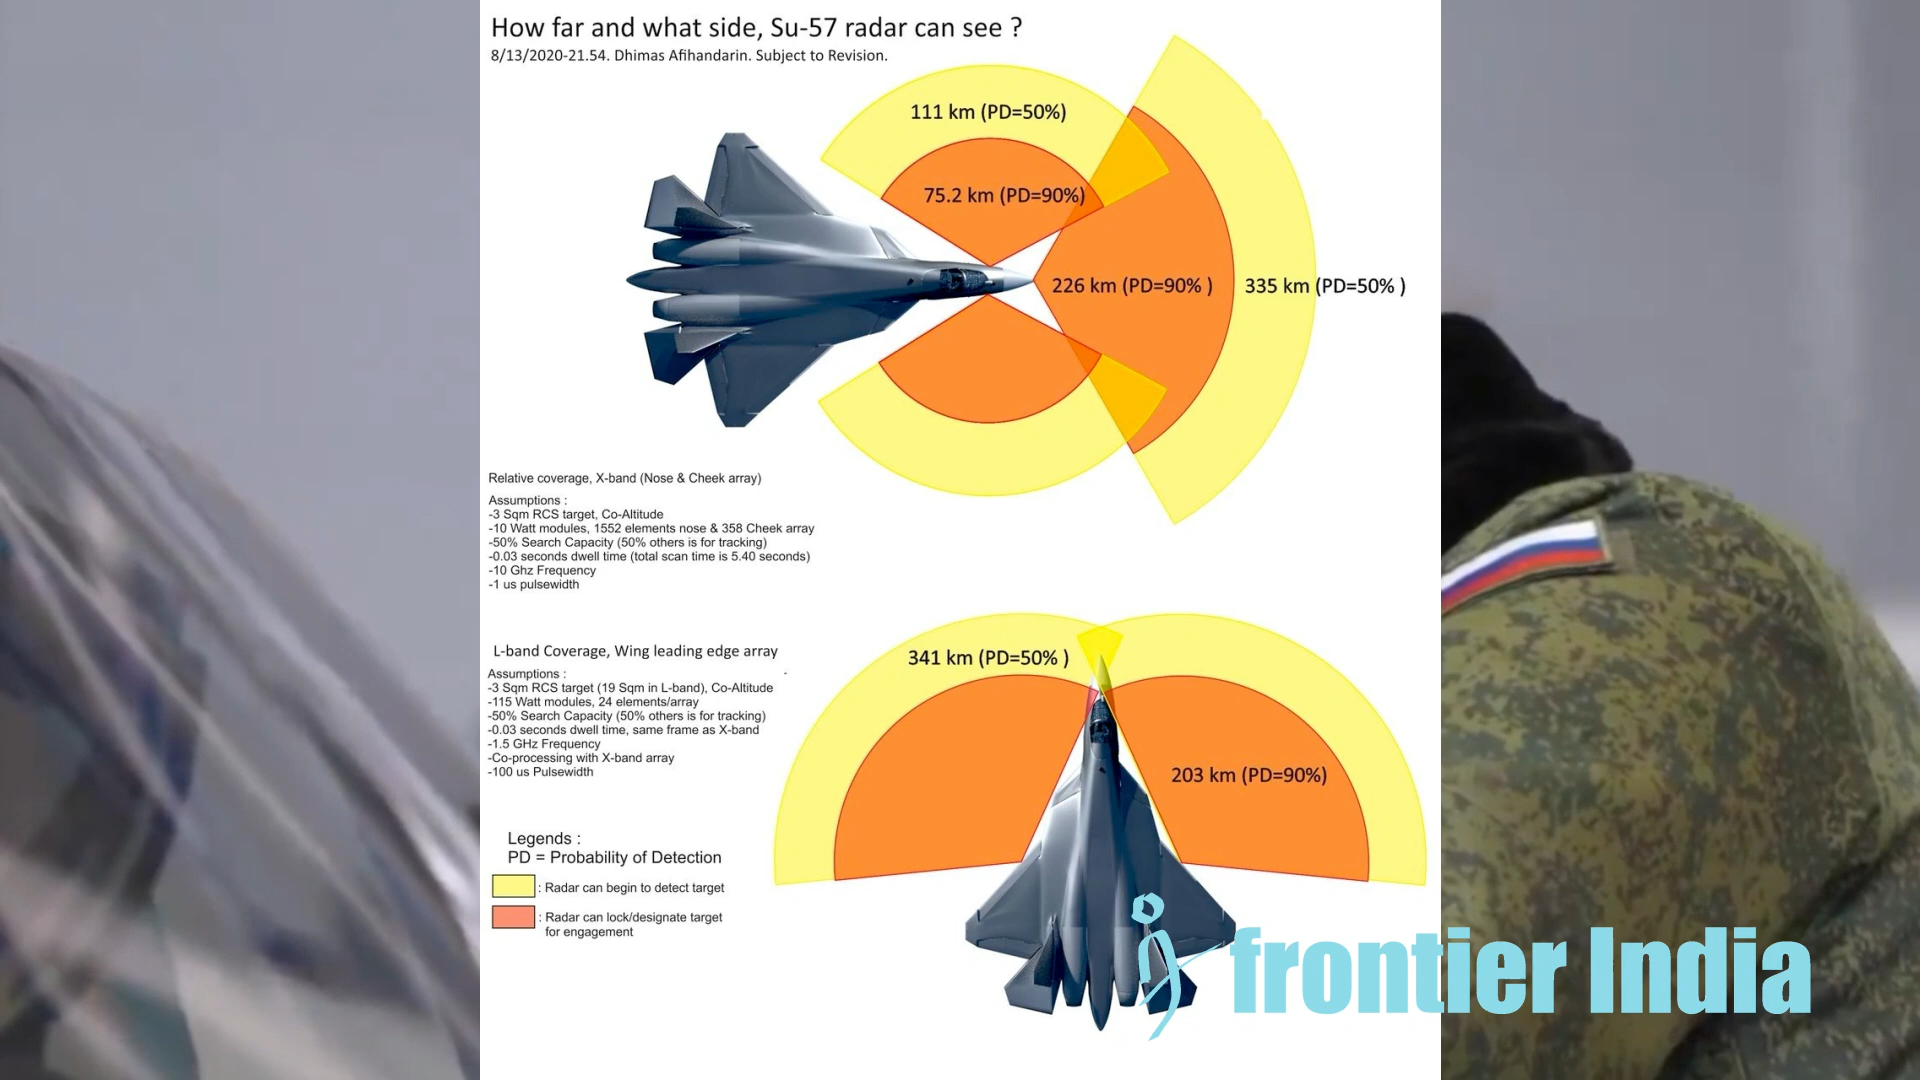 How far and what side, Su-57 radar can see ?
8/13/2020-21.54. Dhimas Afihandarin. Subject to Revision.
111 km (PD=50%)
75.2 km (PD=90%)
226 km (PD=90% )
335 km (PD=50% )
Relative coverage, X-band (Nose & Cheek array)
Assumptions :
-3 Sqm RCS target, Co-Altitude
-10 Watt modules, 1552 elements nose & 358 Cheek array
-50% Search Capacity (50% others is for tracking)
-0.03 seconds dwell time (total scan time is 5.40 seconds)
-10 Ghz Frequency
-1 us pulsewidth
L-band Coverage, Wing leading edge array
Assumptions :
-3 Sqm RCS target (19 Sqm in L-band), Co-Altitude
-115 Watt modules, 24 elements/array
-50% Search Capacity (50% others is for tracking)
-0.03 seconds dwell time, same frame as X-band
-1.5 GHz Frequency
-Co-processing with X-band array
-100 us Pulsewidth
341 km (PD=50% )
203 km (PD=90%)
Legends :
PD = Probability of Detection
: Radar can begin to detect target
: Radar can lock/designate target
for engagement
frontier India